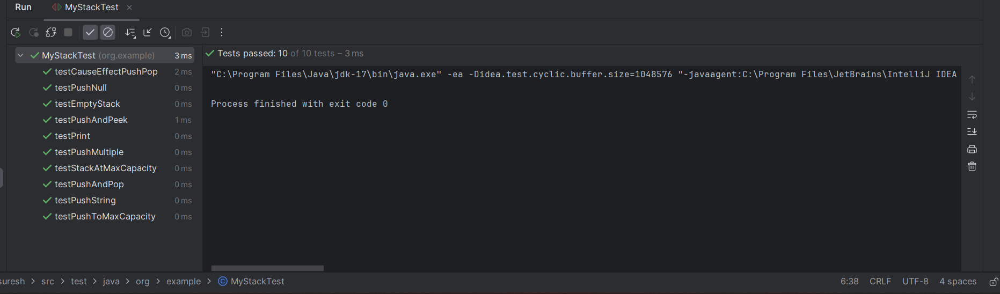 Run MyStackTest
MyStackTest (org.example) 3 ms
testCauseEffectPushPop 2 ms
testPushNull 0 ms
testEmptyStack 0 ms
testPushAndPeek 1 ms
testPrint 0 ms
testPushMultiple 0 ms
testStackAtMaxCapacity 0 ms
testPushAndPop 0 ms
testPushString 0 ms
testPushToMaxCapacity 0 ms
Tests passed: 10 of 10 tests – 3 ms
"C:\Program Files\Java\jdk-17\bin\java.exe" -ea -Didea.test.cyclic.buffer.size=1048576 "-javaagent:C:\Program Files\JetBrains\IntelliJ IDEA
Process finished with exit code 0
suresh > src > test > java > org > example > MyStackTest 6:38 CRLF UTF-8 4 spaces